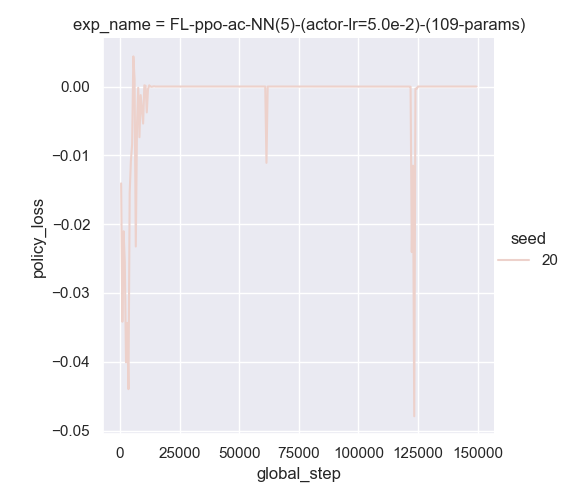 exp_name = FL-ppo-ac-NN(5)-(actor-lr=5.0e-2)-(109-params)
0.00
−0.01
−0.02
−0.03
−0.04
−0.05
policy_loss
seed
20
0 25000 50000 75000 100000 125000 150000
global_step